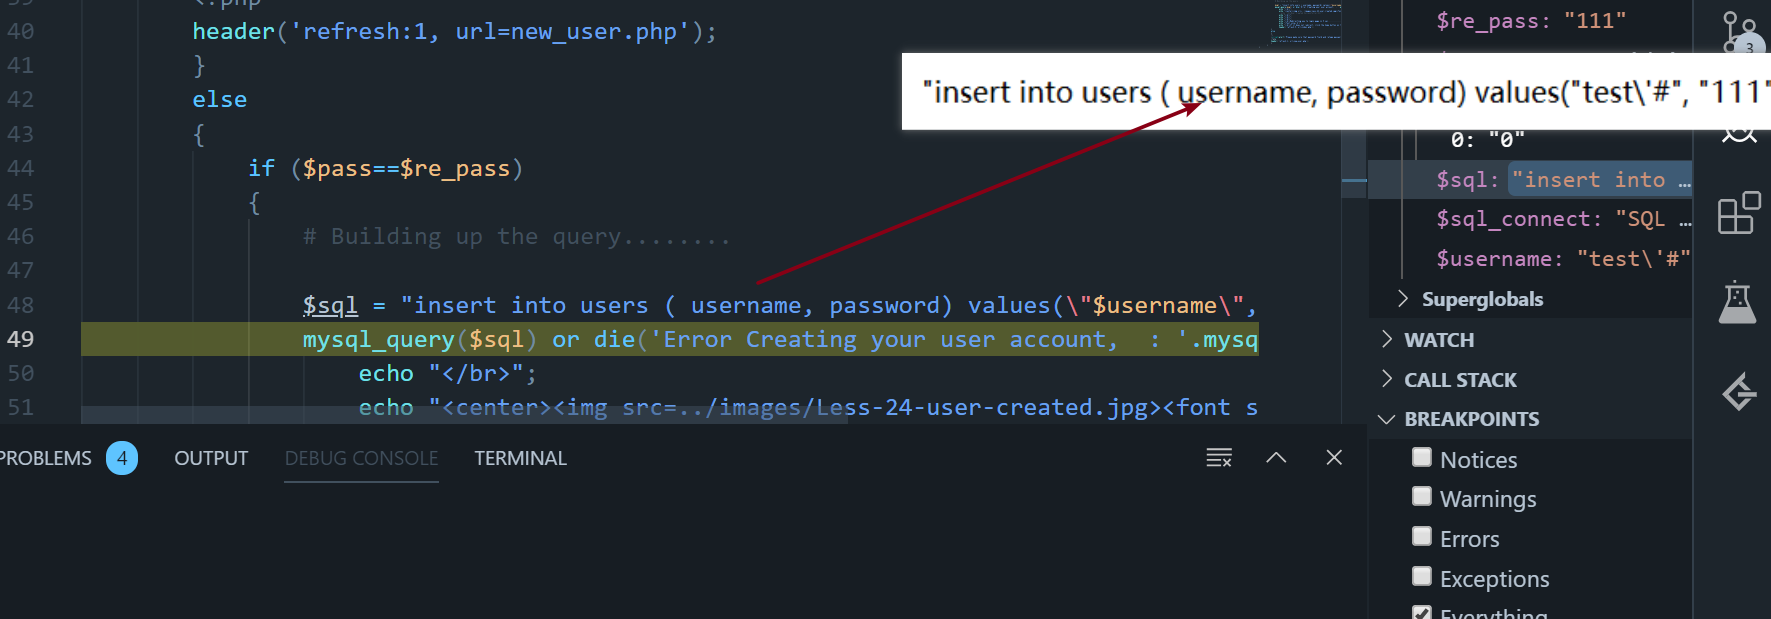 39 <?php
40 header('refresh:1, url=new_user.php');
41 }
42 else
43 {
44 if ($pass==$re_pass)
45 {
46 # Building up the query........
47
48 $sql = "insert into users ( username, password) values(\"$username\",
49 mysql_query($sql) or die('Error Creating your user account,  : '.mysq
50 echo "</br>";
51 echo "<center><img src=../images/Less-24-user-created.jpg><font s
"insert into users ( username, password) values("test\'#", "111"
$re_pass: "111"
3
0: "0"
$sql: "insert into …
$sql_connect: "SQL …
$username: "test\'#"
Superglobals
WATCH
CALL STACK
BREAKPOINTS
Notices
Warnings
Errors
Exceptions
Everything
PROBLEMS 4 OUTPUT DEBUG CONSOLE TERMINAL